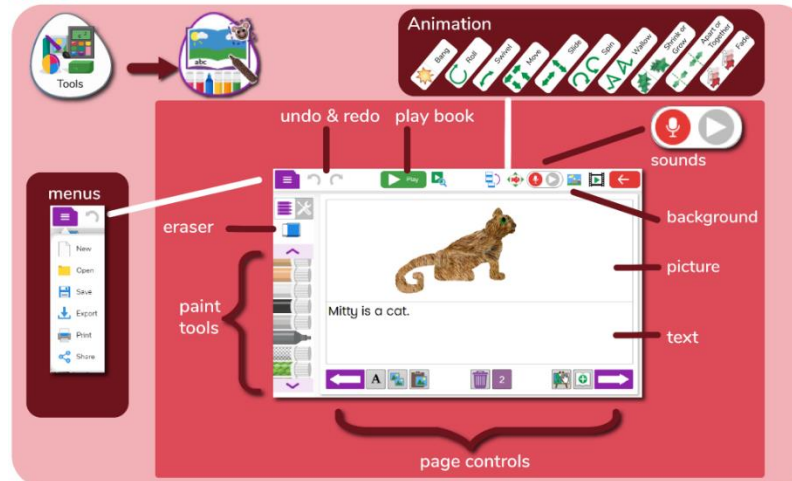 Tools
abc
Animation
Bang
Roll
Swivel
Move
Slide
Spin
Wallow
Shrink or
Grow
Apart or
Together
Fade
undo & redo
play book
sounds
menus
New
Open
Save
Export
Print
Share
eraser
paint
tools
Play
background
picture
Mitty is a cat.
text
A
2
page controls